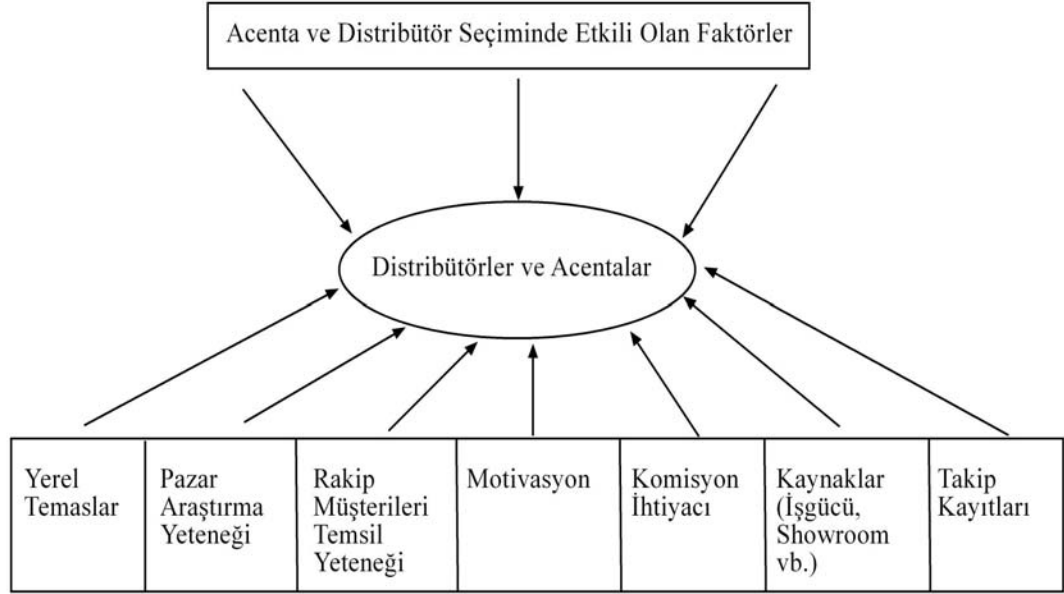 Acenta ve Distribütör Seçiminde Etkili Olan Faktörler
Distribütörler ve Acentalar
Yerel
Temaslar
Pazar
Araştırma
Yeteneği
Rakip
Müşterileri
Temsil
Yeteneği
Motivasyon
Komisyon
İhtiyacı
Kaynaklar
(İşgücü,
Showroom
vb.)
Takip
Kayıtları